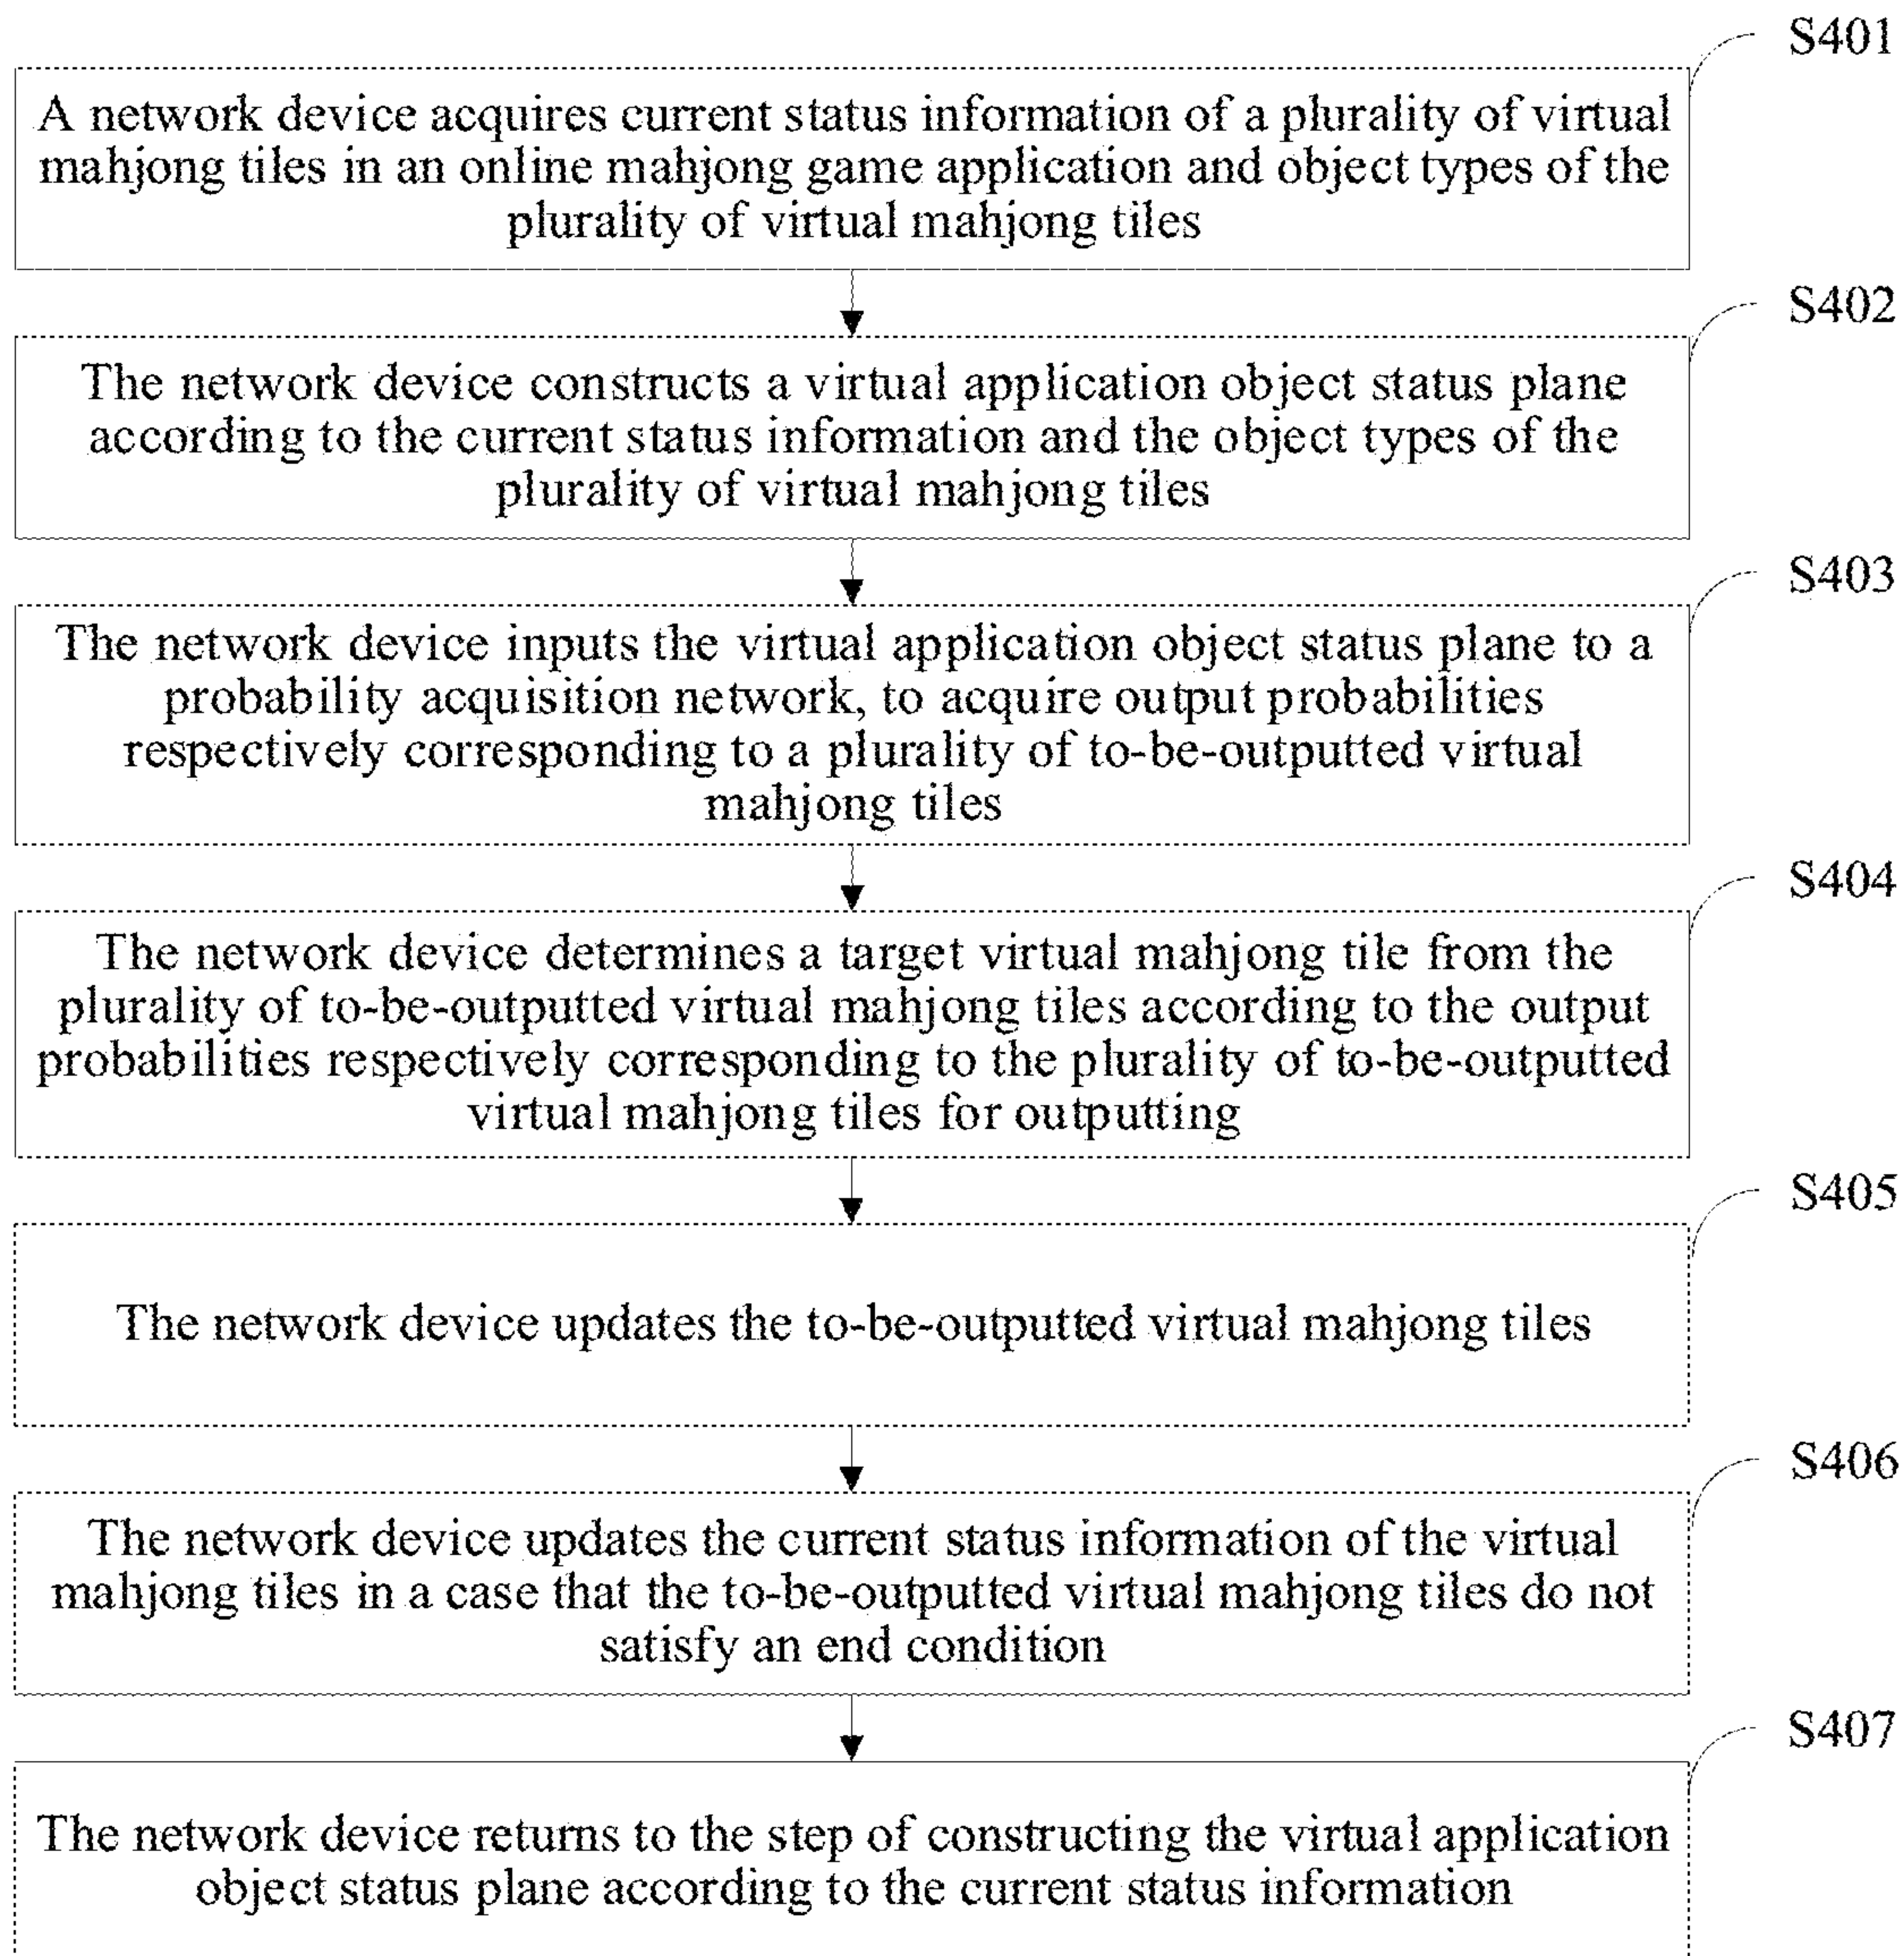 S401
A network device acquires current status information of a plurality of virtual
mahjong tiles in an online mahjong game application and object types of the
plurality of virtual mahjong tiles
S402
The network device constructs a virtual application object status plane
according to the current status information and the object types of the
plurality of virtual mahjong tiles
S403
The network device inputs the virtual application object status plane to a
probability acquisition network, to acquire output probabilities
respectively corresponding to a plurality of to-be-outputted virtual
mahjong tiles
S404
The network device determines a target virtual mahjong tile from the
plurality of to-be-outputted virtual mahjong tiles according to the output
probabilities respectively corresponding to the plurality of to-be-outputted
virtual mahjong tiles for outputting
S405
The network device updates the to-be-outputted virtual mahjong tiles
S406
The network device updates the current status information of the virtual
mahjong tiles in a case that the to-be-outputted virtual mahjong tiles do not
satisfy an end condition
S407
The network device returns to the step of constructing the virtual application
object status plane according to the current status information